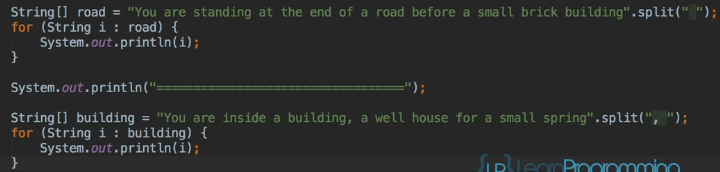 String[] road = "You are standing at the end of a road before a small brick building".split(" ");
for (String i : road) {
    System.out.println(i);
}

System.out.println("==================================");

String[] building = "You are inside a building, a well house for a small spring".split(", ");
for (String i : building) {
    System.out.println(i);
}
{LP} LearnProgramming